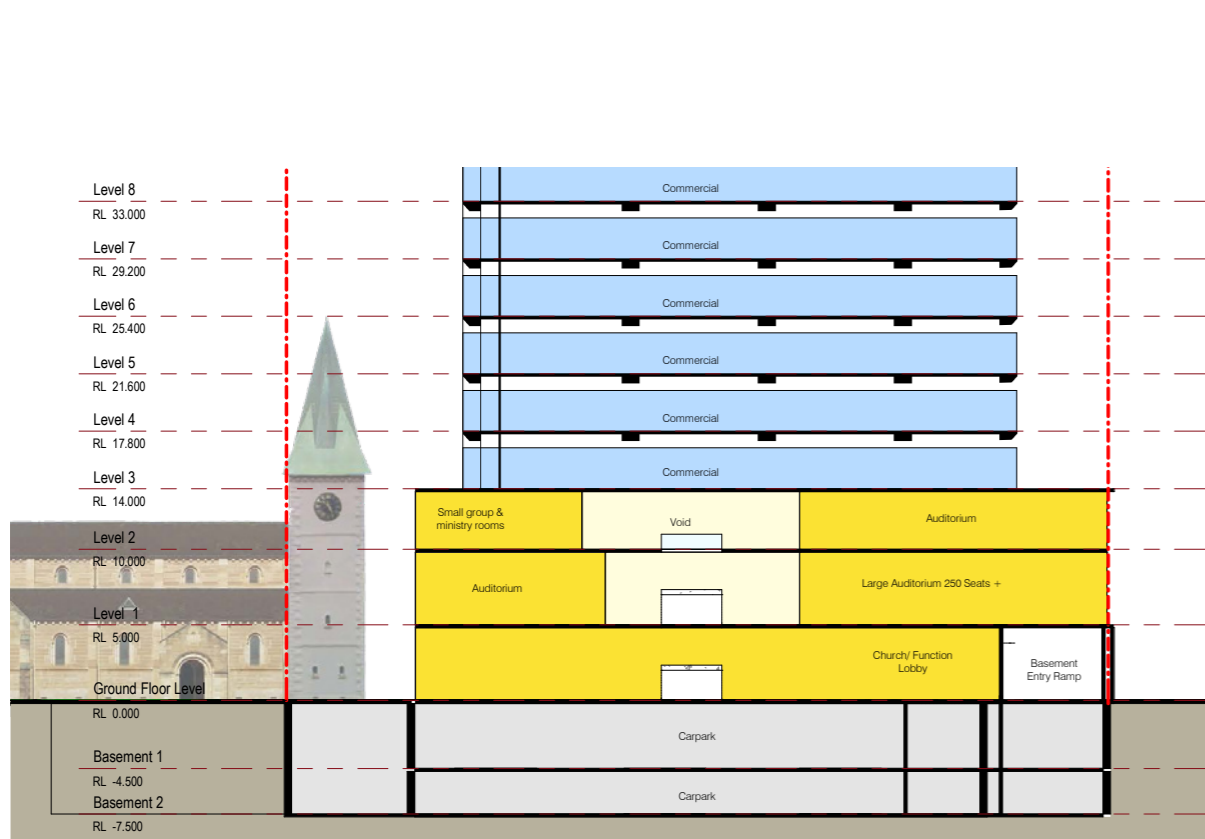 Level 8
RL 33.000
Commercial
Level 7
RL 29.200
Commercial
Level 6
RL 25.400
Commercial
Level 5
RL 21.600
Commercial
Level 4
RL 17.800
Commercial
Level 3
RL 14.000
Commercial
Small group &
ministry rooms
Void
Auditorium
Level 2
RL 10.000
Auditorium
Large Auditorium 250 Seats +
Level 1
RL 5.000
Church/ Function
Lobby
Basement
Entry Ramp
Ground Floor Level
RL 0.000
Carpark
Basement 1
RL -4.500
Carpark
Basement 2
RL -7.500